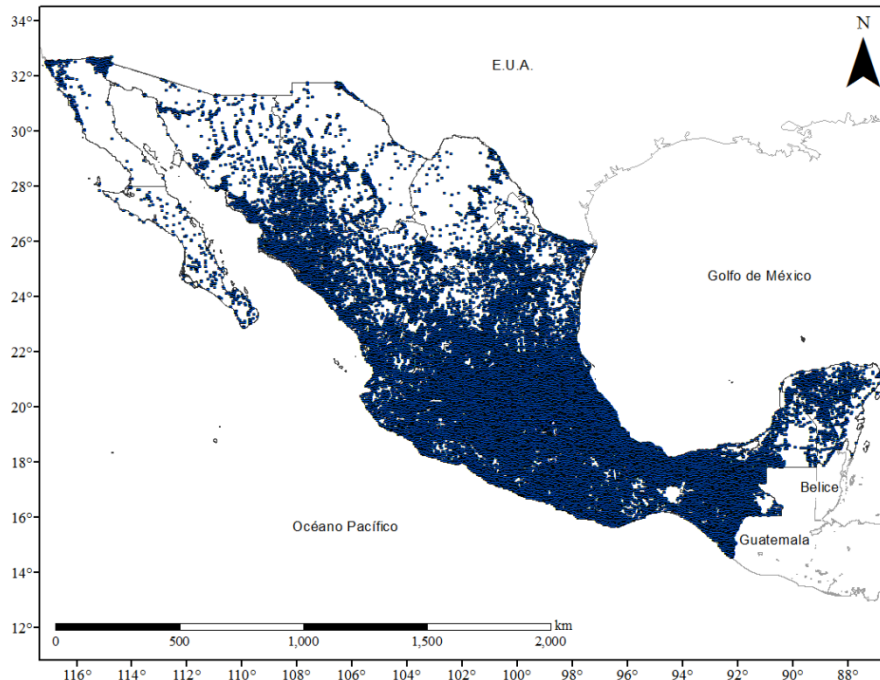 34°
N
E.U.A.
32°
30°
28°
26°
Golfo de México
24°
22°
20°
18°
Belice
16°
Océano Pacífico
Guatemala
14°
12°
km
0 500 1,000 1,500 2,000
116° 114° 112° 110° 108° 106° 104° 102° 100° 98° 96° 94° 92° 90° 88°